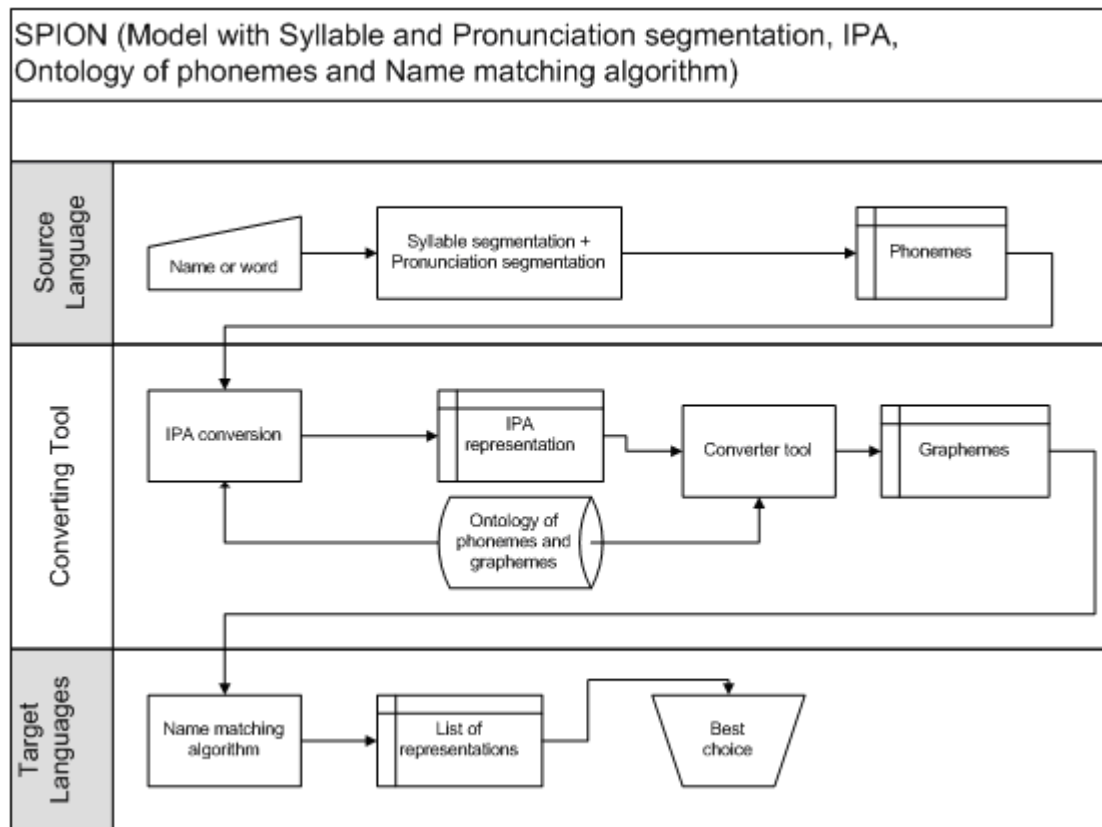 SPION (Model with Syllable and Pronunciation segmentation, IPA,
Ontology of phonemes and Name matching algorithm)
Source
Language
Name or word
Syllable segmentation +
Pronunciation segmentation
Phonemes
Converting Tool
IPA conversion
IPA
representation
Converter tool
Graphemes
Ontology of
phonemes and
graphemes
Target
Languages
Name matching
algorithm
List of
representations
Best
choice